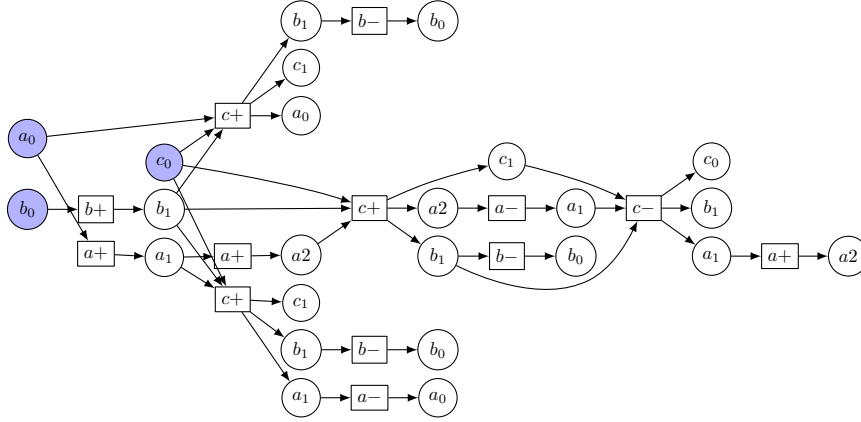 b₁ b− b₀
c₁
c+ a₀
a₀
c₀ c₁ c₀
b₀ b+ b₁ c+ a2 a− a₁ c− b₁
a+ a₁ a+ a2 b₁ b− b₀ a₁ a+ a2
c+ c₁
b₁ b− b₀
a₁ a− a₀